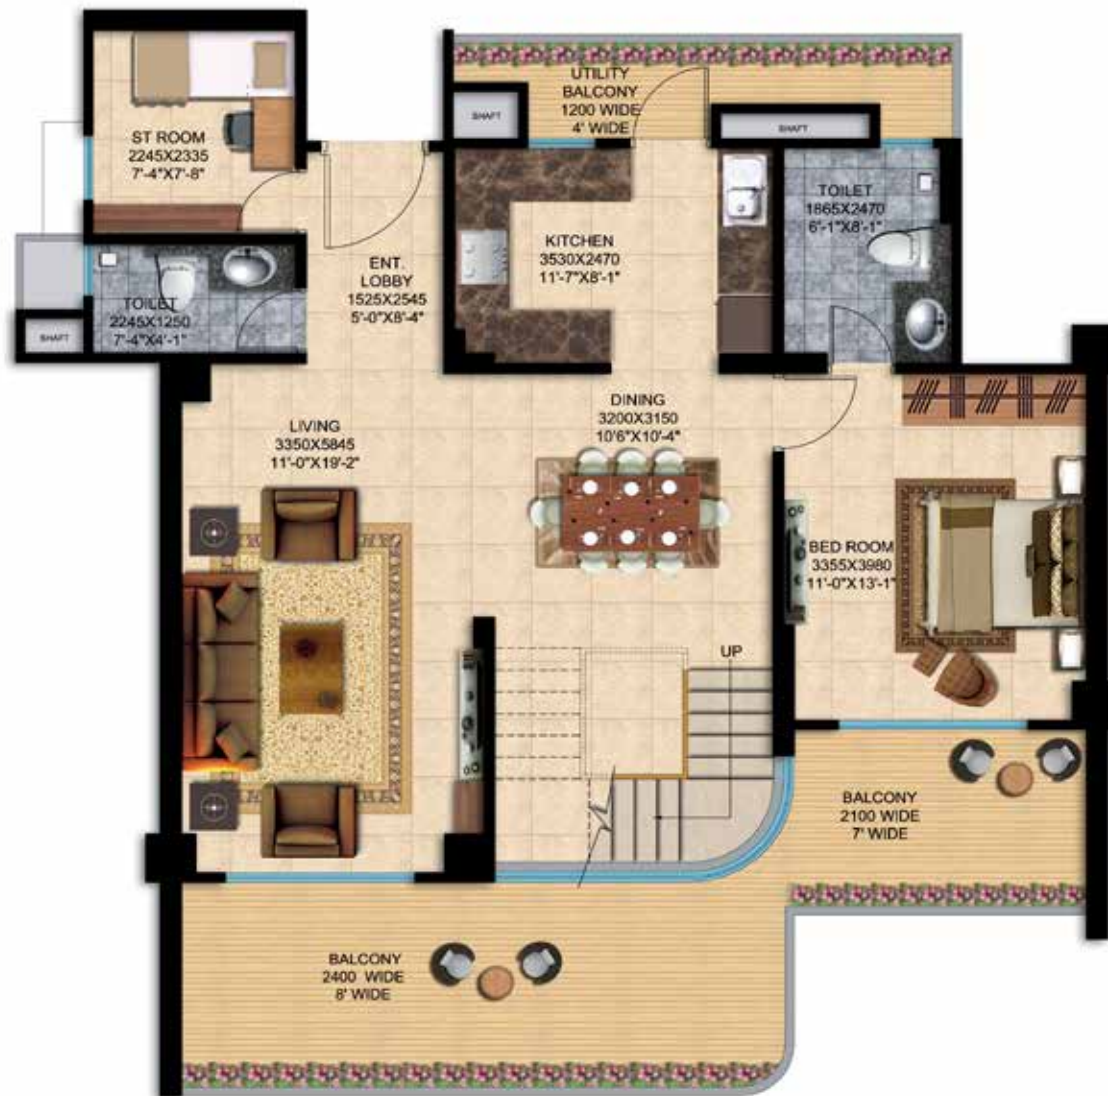 UTILITY
BALCONY
1200 WIDE
4' WIDE
SHAFT
SHAFT
ST ROOM
2245X2335
7'-4"X7'-8"
TOILET
1865X2470
6'-1"X8'-1"
KITCHEN
3530X2470
11'-7"X8'-1"
ENT.
LOBBY
1525X2545
5'-0"X8'-4"
TOILET
2245X1250
7'-4"X4'-1"
SHAFT
DINING
3200X3150
10'6"X10'-4"
LIVING
3350X5845
11'-0"X19'-2"
BED ROOM
3355X3980
11'-0"X13'-1"
UP
BALCONY
2100 WIDE
7' WIDE
BALCONY
2400 WIDE
8' WIDE